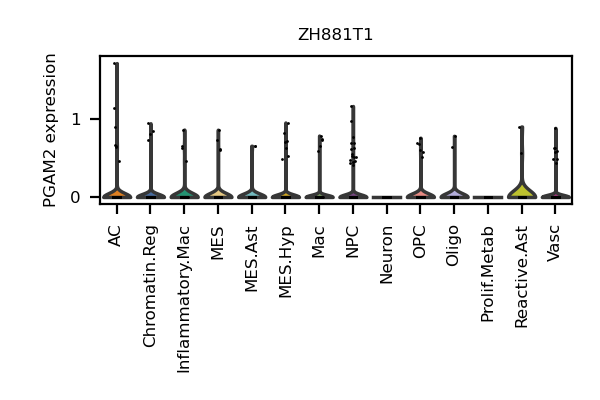 ZH881T1
PGAM2 expression
1
0
AC
Chromatin.Reg
Inflammatory.Mac
MES
MES.Ast
MES.Hyp
Mac
NPC
Neuron
OPC
Oligo
Prolif.Metab
Reactive.Ast
Vasc